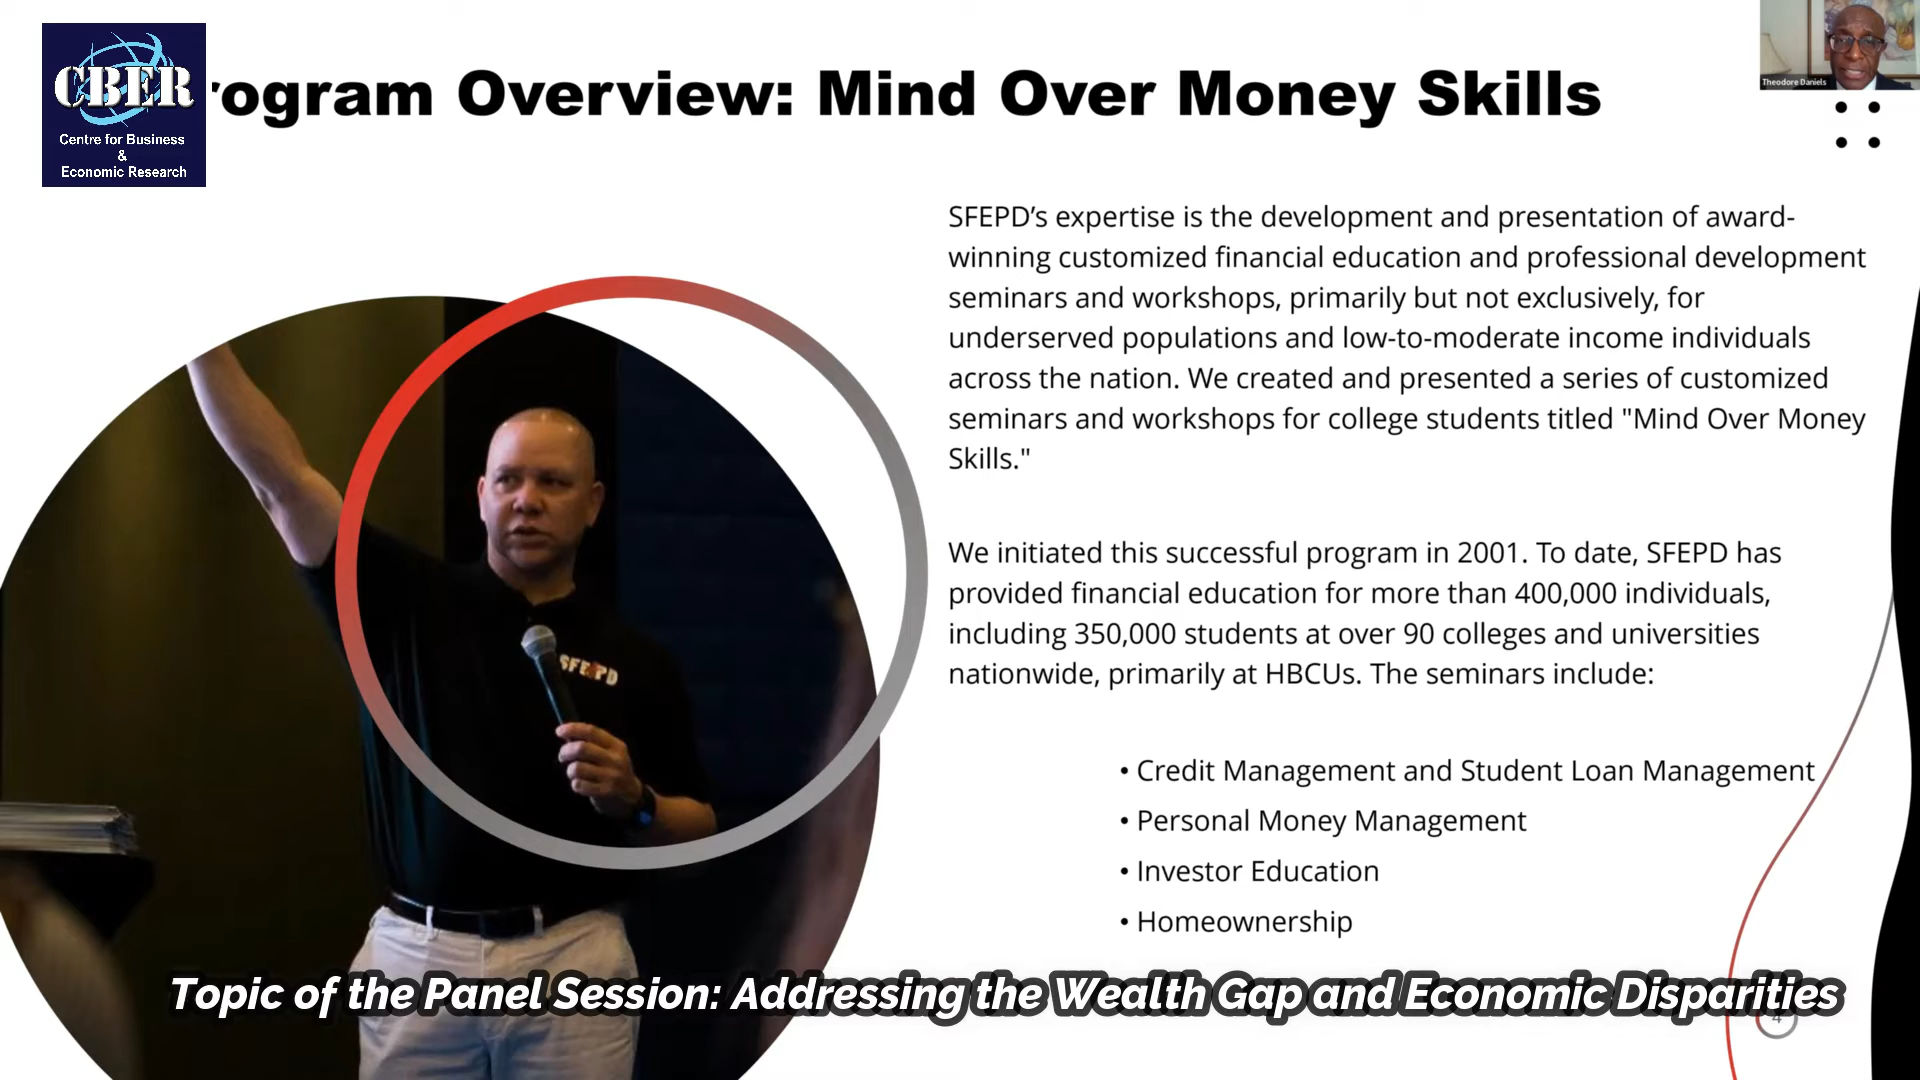 CBER
Centre for Business
&
Economic Research
rogram Overview: Mind Over Money Skills
Theodore Daniels
SFEPD’s expertise is the development and presentation of award-
winning customized financial education and professional development
seminars and workshops, primarily but not exclusively, for
underserved populations and low-to-moderate income individuals
across the nation. We created and presented a series of customized
seminars and workshops for college students titled "Mind Over Money
Skills."
We initiated this successful program in 2001. To date, SFEPD has
provided financial education for more than 400,000 individuals,
including 350,000 students at over 90 colleges and universities
nationwide, primarily at HBCUs. The seminars include:
• Credit Management and Student Loan Management
• Personal Money Management
• Investor Education
• Homeownership
SFEPD
Topic of the Panel Session: Addressing the Wealth Gap and Economic Disparities
4